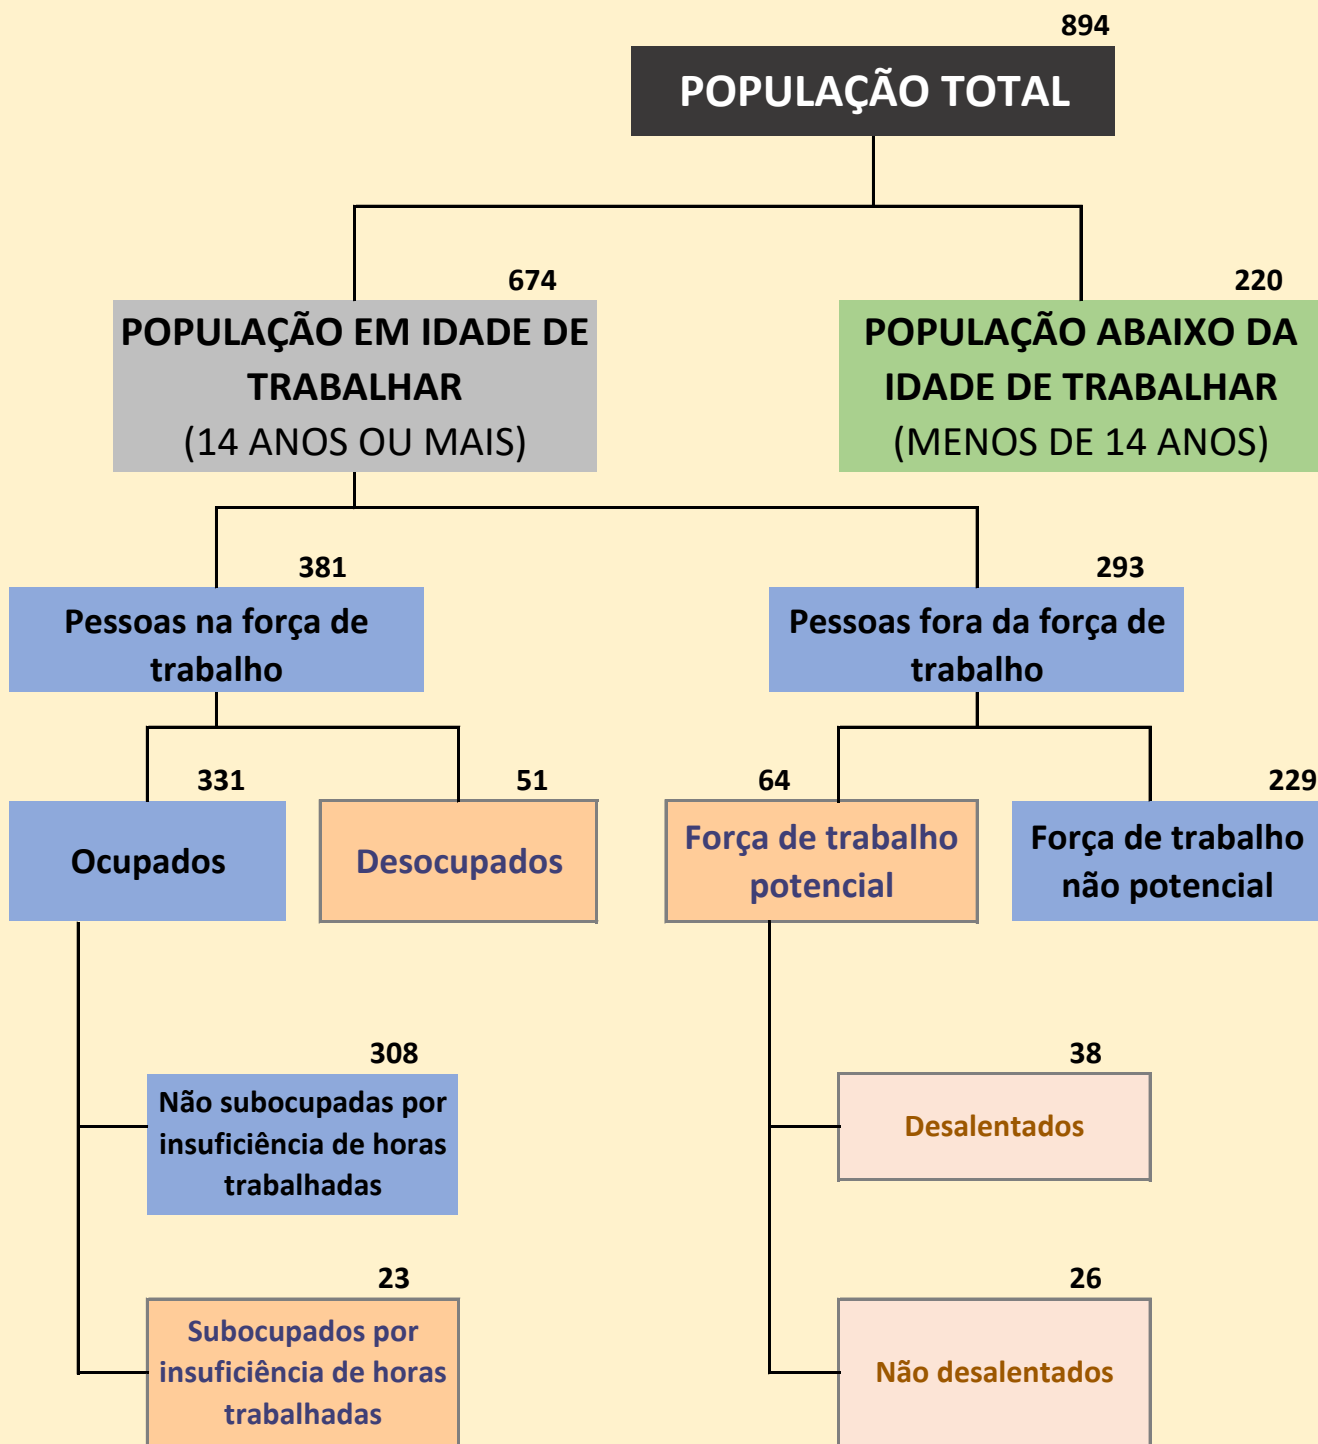 894
POPULAÇÃO TOTAL
674
POPULAÇÃO EM IDADE DE
TRABALHAR
(14 ANOS OU MAIS)
220
POPULAÇÃO ABAIXO DA
IDADE DE TRABALHAR
(MENOS DE 14 ANOS)
381
Pessoas na força de
trabalho
293
Pessoas fora da força de
trabalho
331
Ocupados
51
Desocupados
64
Força de trabalho
potencial
229
Força de trabalho
não potencial
308
Não subocupadas por
insuficiência de horas
trabalhadas
38
Desalentados
23
Subocupados por
insuficiência de horas
trabalhadas
26
Não desalentados